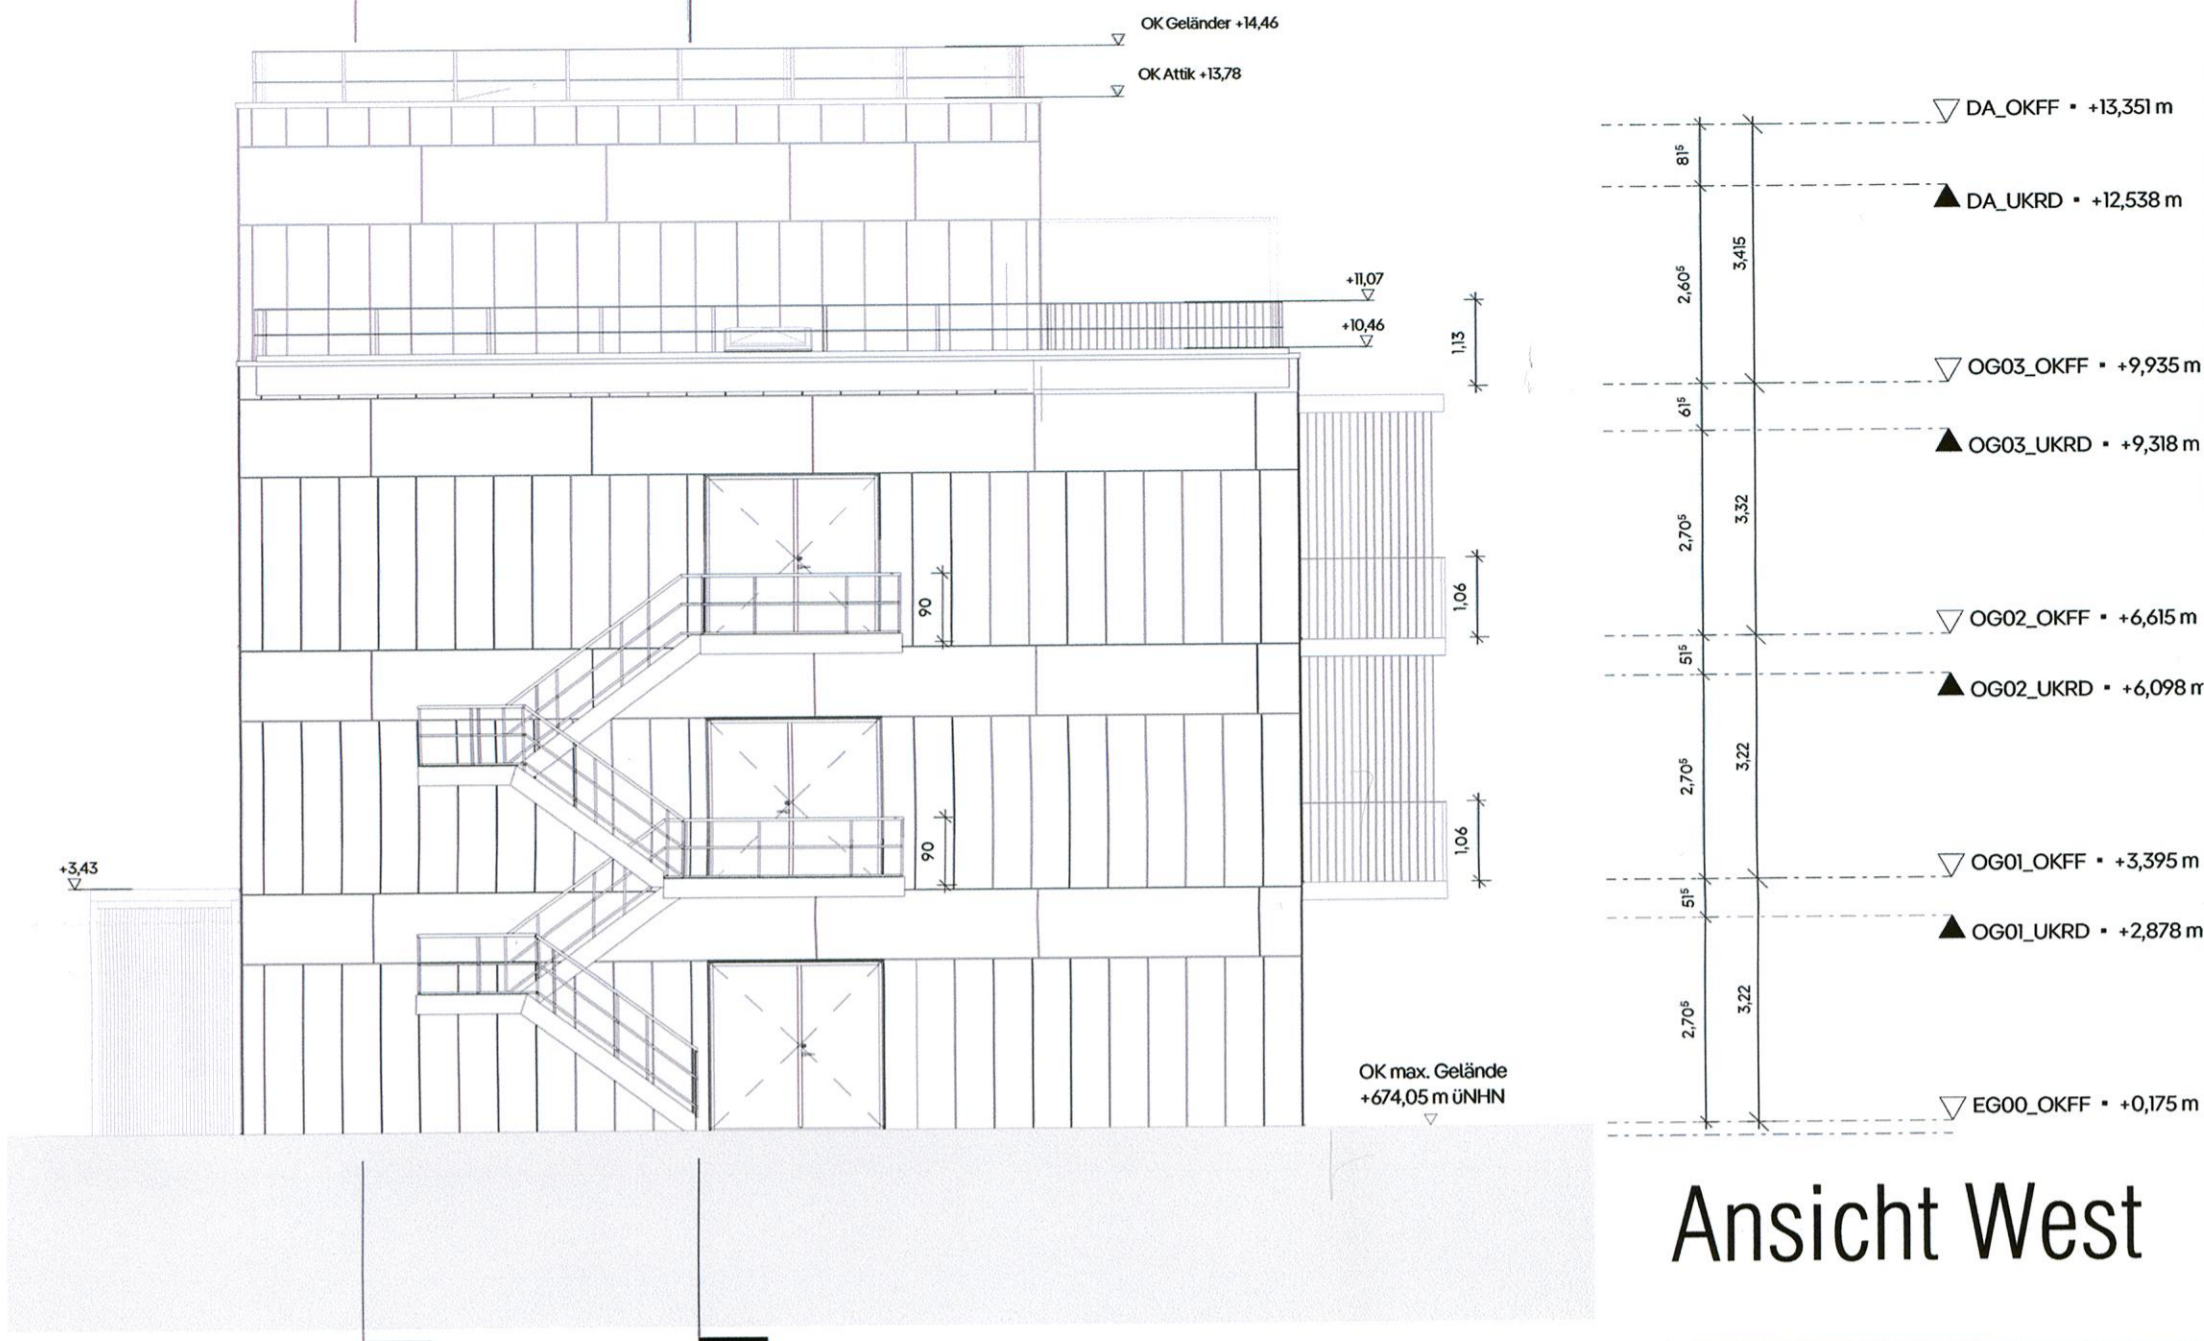 OK Geländer +14,46
OK Attik +13,78
DA_OKFF ▪ +13,351 m
81⁵
DA_UKRD ▪ +12,538 m
3,415
2,60⁵
+11,07
+10,46
1,13
OG03_OKFF ▪ +9,935 m
61⁵
OG03_UKRD ▪ +9,318 m
3,32
2,70⁵
90
1,06
OG02_OKFF ▪ +6,615 m
51⁵
OG02_UKRD ▪ +6,098 m
3,22
2,70⁵
90
1,06
+3,43
OG01_OKFF ▪ +3,395 m
51⁵
OG01_UKRD ▪ +2,878 m
3,22
2,70⁵
OK max. Gelände
+674,05 m üNHN
EG00_OKFF ▪ +0,175 m
Ansicht West